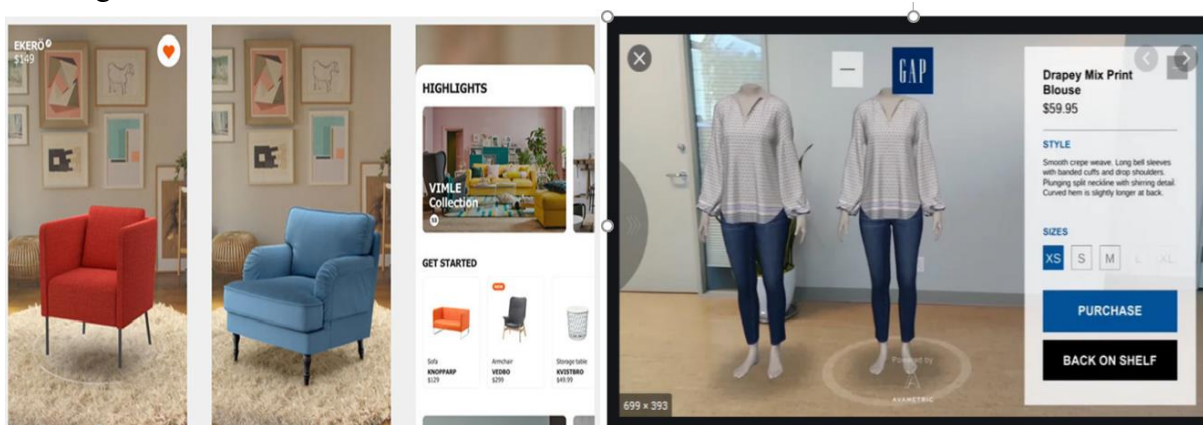 EKERÖ
$149
HIGHLIGHTS
VIMLE
Collection
GET STARTED
NEW
Sofa
KNOPPARP
$129
Armchair
VEDBO
$299
Storage table
KVISTBRO
$49.99
GAP
Drapey Mix Print
Blouse
$59.95
STYLE
Smooth crepe weave. Long bell sleeves
with banded cuffs and drop shoulders.
Plunging split neckline with shirring detail.
Curved hem is slightly longer at back.
SIZES
XS S M L XL
PURCHASE
BACK ON SHELF
Powered by
AVAMETRIC
699 × 393